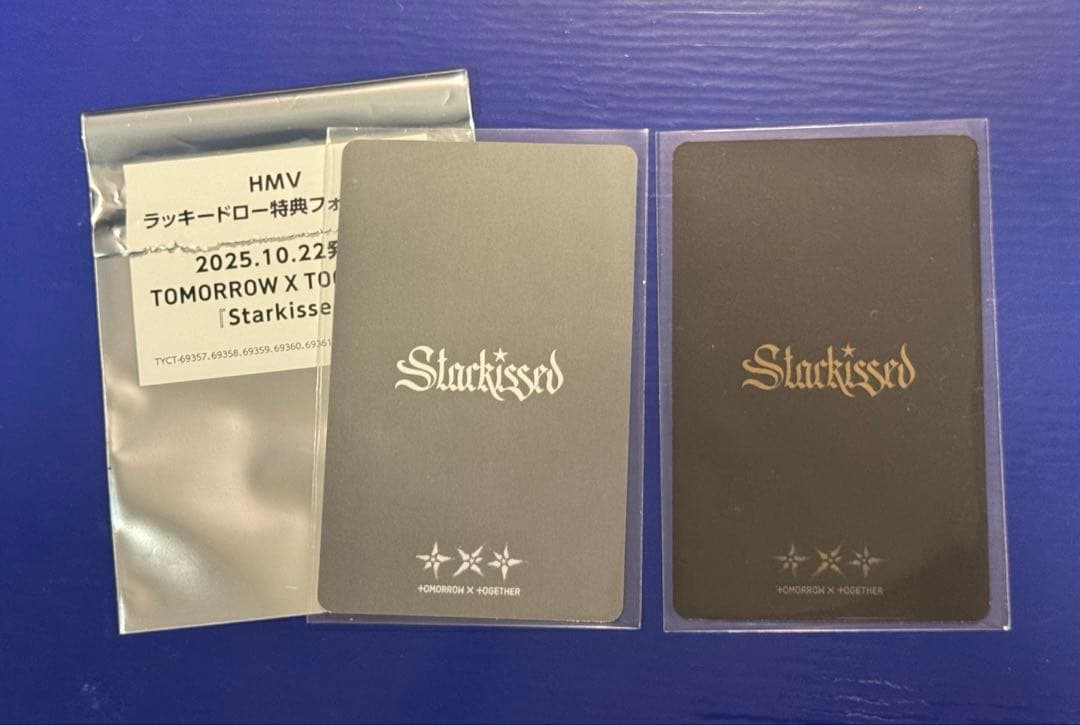 HMV
ラッキードロー特典フォ
2025.10.22発
TOMORROW X TOG
『Starkisse
TYCT-69357、69358、69359、69360、69361
Starkissed
TOMORROW X TOGETHER
Starkissed
TOMORROW X TOGETHER